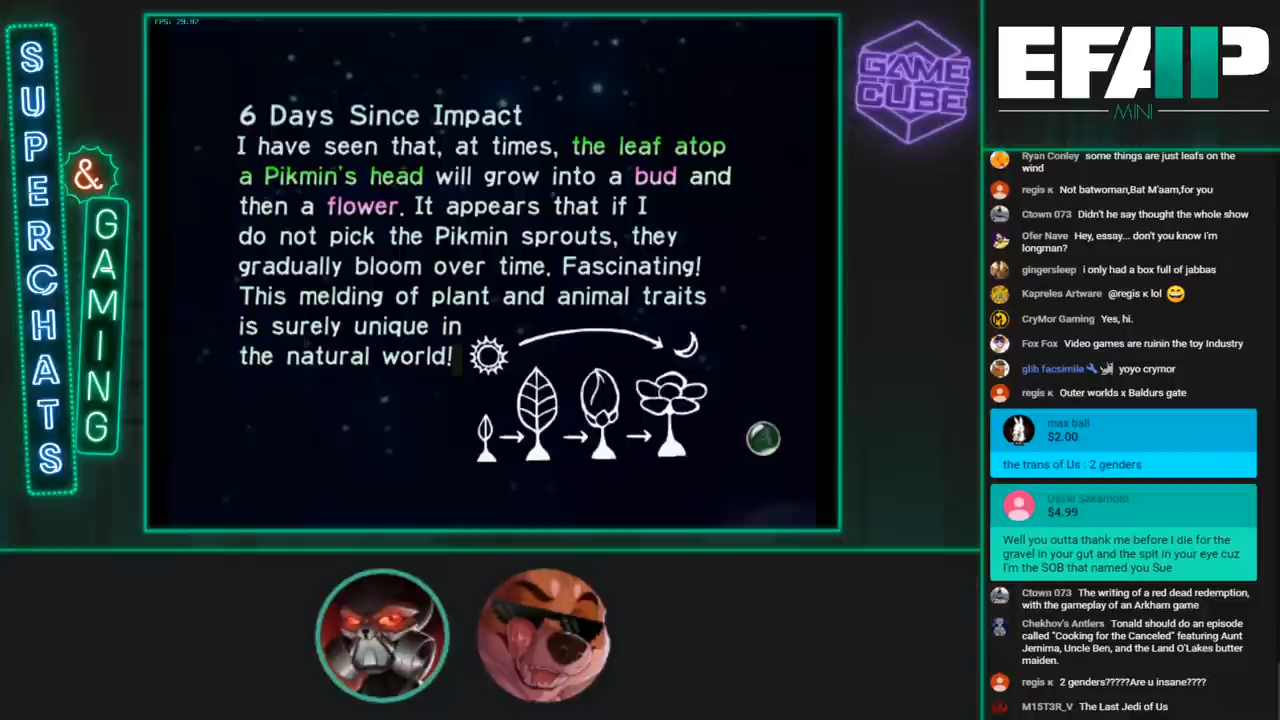 FPS: 29.97
SUPERCHATS
&
GAMING
6 Days Since Impact
I have seen that, at times, the leaf atop
a Pikmin's head will grow into a bud and
then a flower. It appears that if I
do not pick the Pikmin sprouts, they
gradually bloom over time. Fascinating!
This melding of plant and animal traits
is surely unique in
the natural world!
GAME
CUBE
EFAP
MINI
Ryan Conley some things are just leafs on the
wind
regis κ Not batwoman,Bat M'aam,for you
Ctown 073 Didn't he say thought the whole show
Ofer Nave Hey, essay... don't you know i'm
longman?
gingersleep i only had a box full of jabbas
Kapreles Artware @regis κ lol 😄
CryMor Gaming Yes, hi.
Fox Fox Video games are ruinin the toy Industry
glib facsimile yoyo crymor
regis κ Outer worlds x Baldurs gate
max ball
$2.00
the trans of Us : 2 genders
David Sakamoto
$4.99
Well you outta thank me before I die for the
gravel in your gut and the spit in your eye cuz
I'm the SOB that named you Sue
Ctown 073 The writing of a red dead redemption,
with the gameplay of an Arkham game
Chekhov's Antlers Tonald should do an episode
called "Cooking for the Canceled" featuring Aunt
Jemima, Uncle Ben, and the Land O'Lakes butter
maiden.
regis κ 2 genders?????Are u insane????
M15T3R_V The Last Jedi of Us